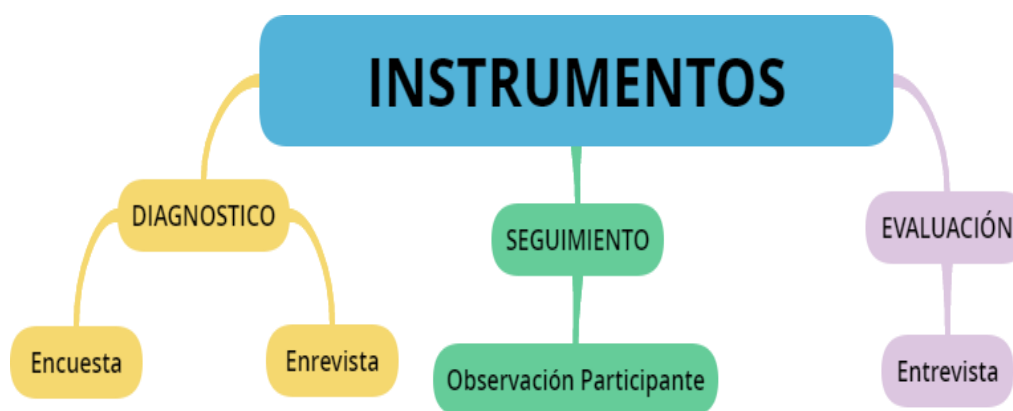 INSTRUMENTOS
DIAGNOSTICO
SEGUIMIENTO
EVALUACIÓN
Encuesta
Enrevista
Observación Participante
Entrevista